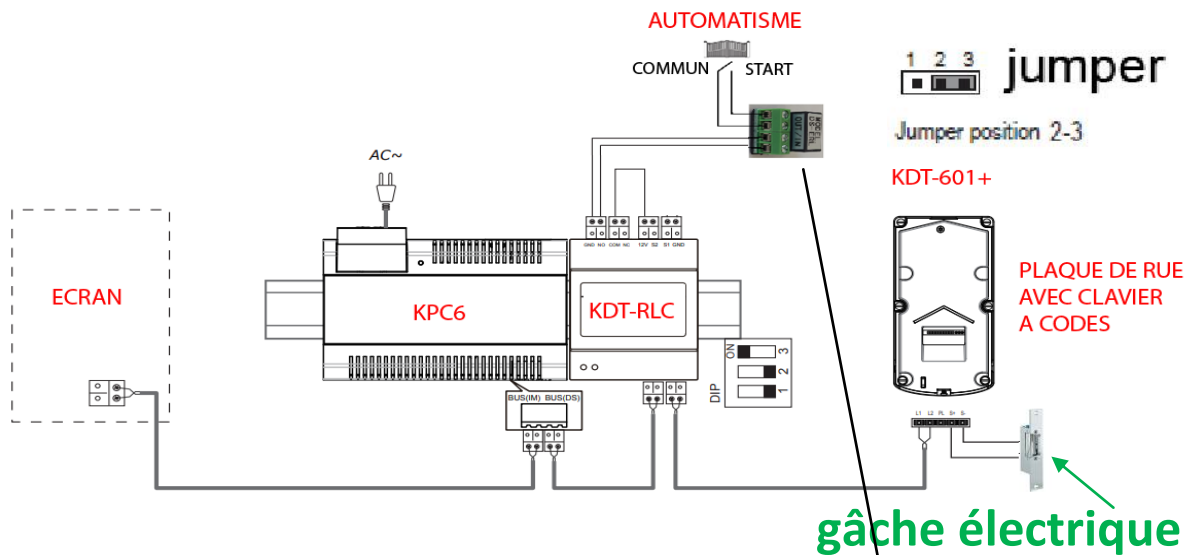 AUTOMATISME
COMMUN
START
1 2 3
jumper
Jumper position 2-3
OUT/IN
AC~
KDT-601+
ECRAN
KPC6
KDT-RLC
GND NO COM NC 12V S2 S1 GND
PLAQUE DE RUE
AVEC CLAVIER
A CODES
ON
DIP
3
2
1
BUS(IM) BUS(DS)
L1 L2 PL S+ S-
gâche électrique